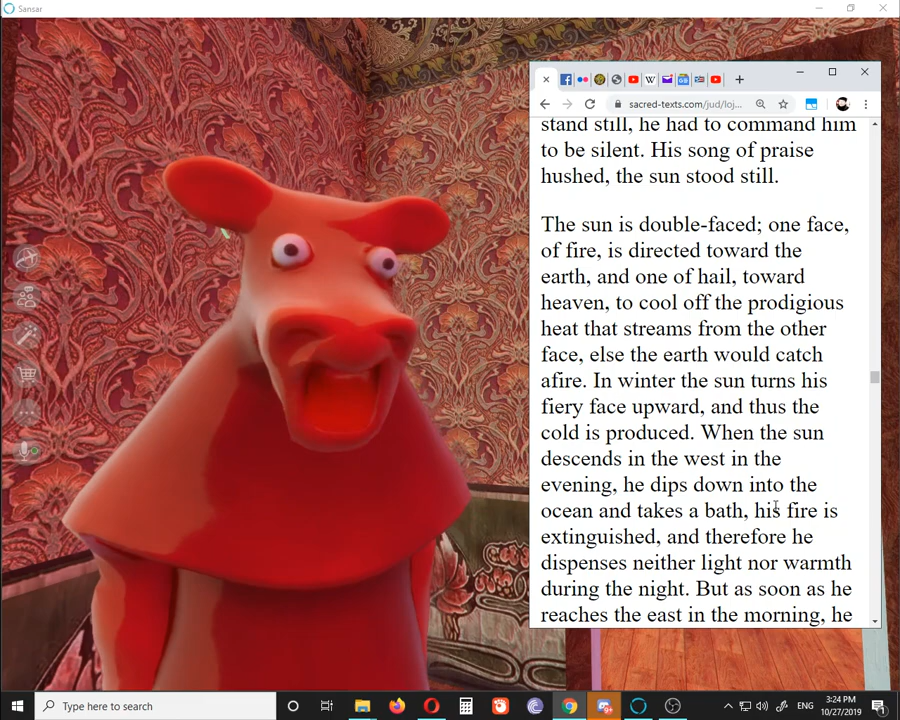 Sansar
sacred-texts.com/jud/loj...
stand still, he had to command him
to be silent. His song of praise
hushed, the sun stood still.
The sun is double-faced; one face,
of fire, is directed toward the
earth, and one of hail, toward
heaven, to cool off the prodigious
heat that streams from the other
face, else the earth would catch
afire. In winter the sun turns his
fiery face upward, and thus the
cold is produced. When the sun
descends in the west in the
evening, he dips down into the
ocean and takes a bath, his fire is
extinguished, and therefore he
dispenses neither light nor warmth
during the night. But as soon as he
reaches the east in the morning, he
Type here to search
ENG
3:24 PM
10/27/2019